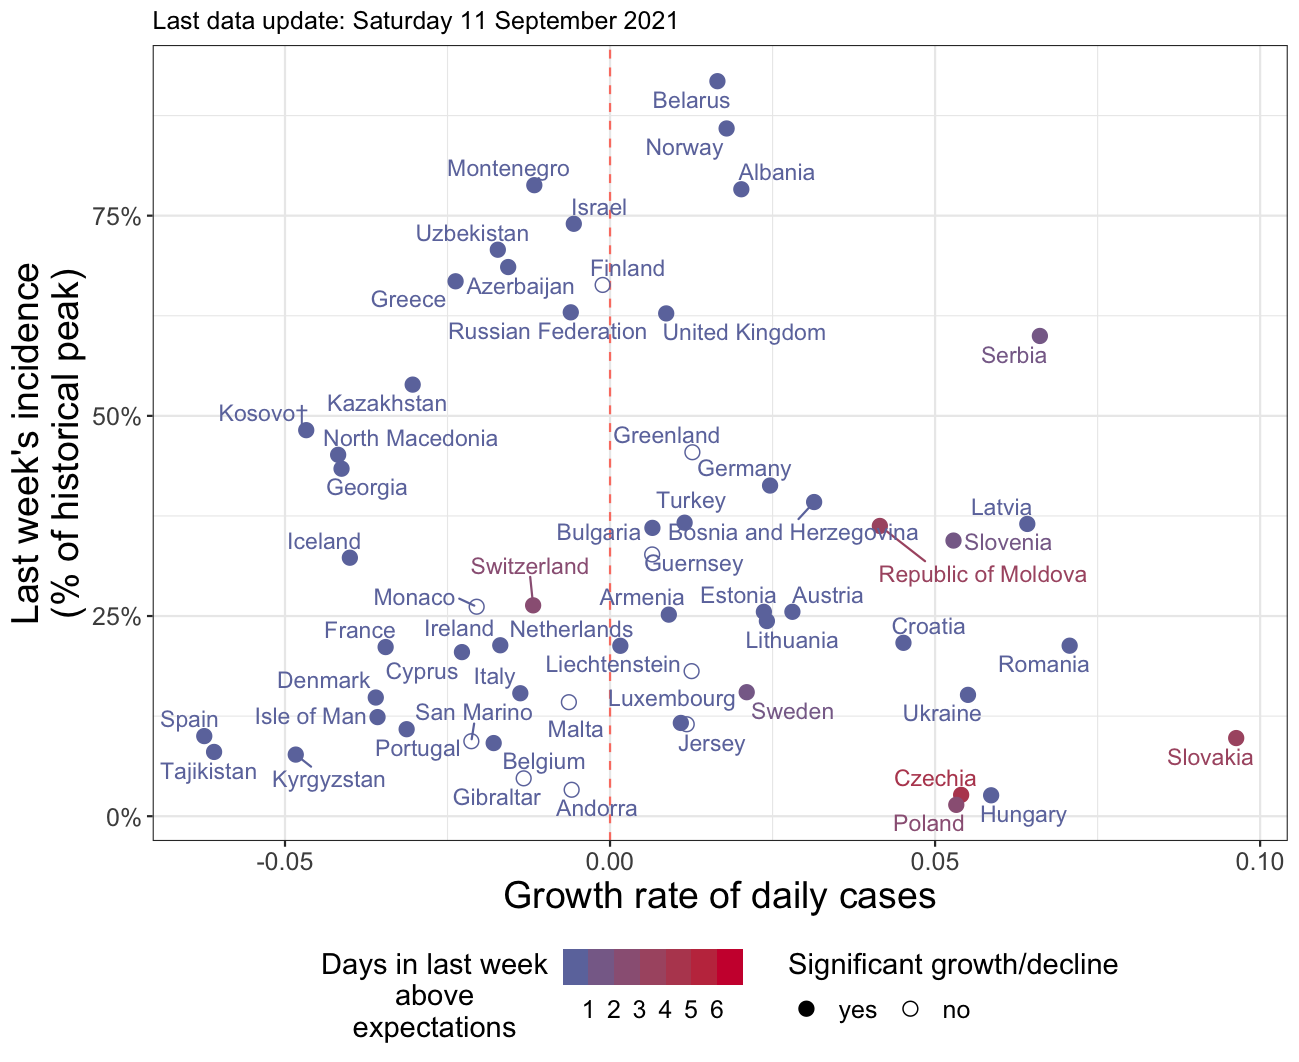 Last data update: Saturday 11 September 2021
Last week's incidence
(% of historical peak)
75%
50%
25%
0%
Belarus
Norway
Montenegro
Albania
Israel
Uzbekistan
Finland
Azerbaijan
Greece
Russian Federation
United Kingdom
Serbia
Kazakhstan
Kosovo†
North Macedonia
Greenland
Germany
Georgia
Turkey
Latvia
Bulgaria
Bosnia and Herzegovina
Iceland
Slovenia
Switzerland
Guernsey
Republic of Moldova
Monaco
Armenia
Estonia
Austria
France
Ireland
Netherlands
Croatia
Lithuania
Cyprus
Liechtenstein
Romania
Denmark
Italy
Luxembourg
Spain
Isle of Man
San Marino
Sweden
Ukraine
Malta
Portugal
Jersey
Tajikistan
Kyrgyzstan
Belgium
Slovakia
Czechia
Gibraltar
Andorra
Hungary
Poland
-0.05
0.00
0.05
0.10
Growth rate of daily cases
Days in last week
above
expectations
1 2 3 4 5 6
Significant growth/decline
yes
no